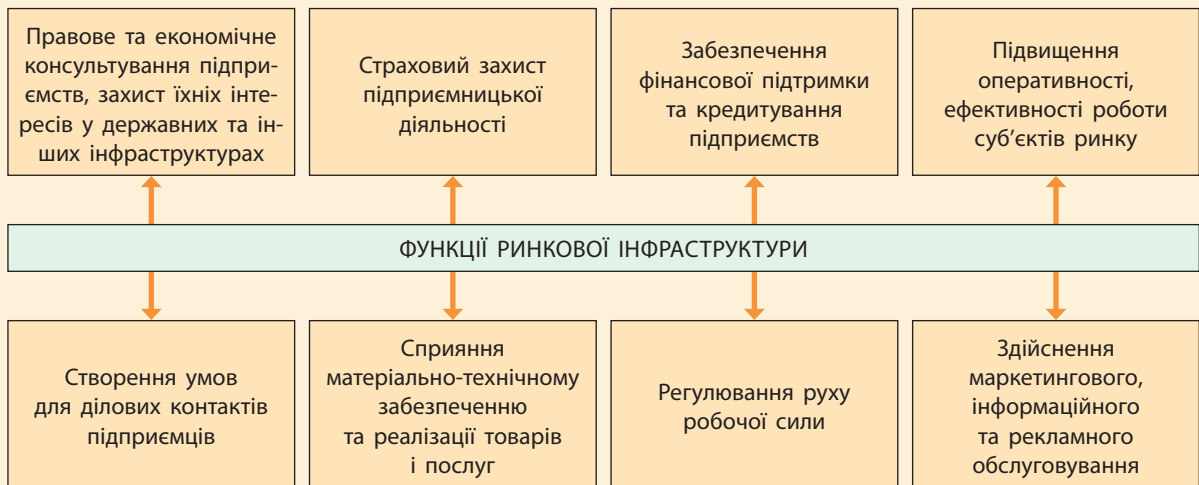 Правове та економічне
консультування підпри-
ємств, захист їхніх інте-
ресів у державних та ін-
ших інфраструктурах
Страховий захист
підприємницької
діяльності
Забезпечення
фінансової підтримки
та кредитування
підприємств
Підвищення
оперативності,
ефективності роботи
суб’єктів ринку
ФУНКЦІЇ РИНКОВОЇ ІНФРАСТРУКТУРИ
Створення умов
для ділових контактів
підприємців
Сприяння
матеріально-технічному
забезпеченню
та реалізації товарів
і послуг
Регулювання руху
робочої сили
Здійснення
маркетингового,
інформаційного
та рекламного
обслуговування